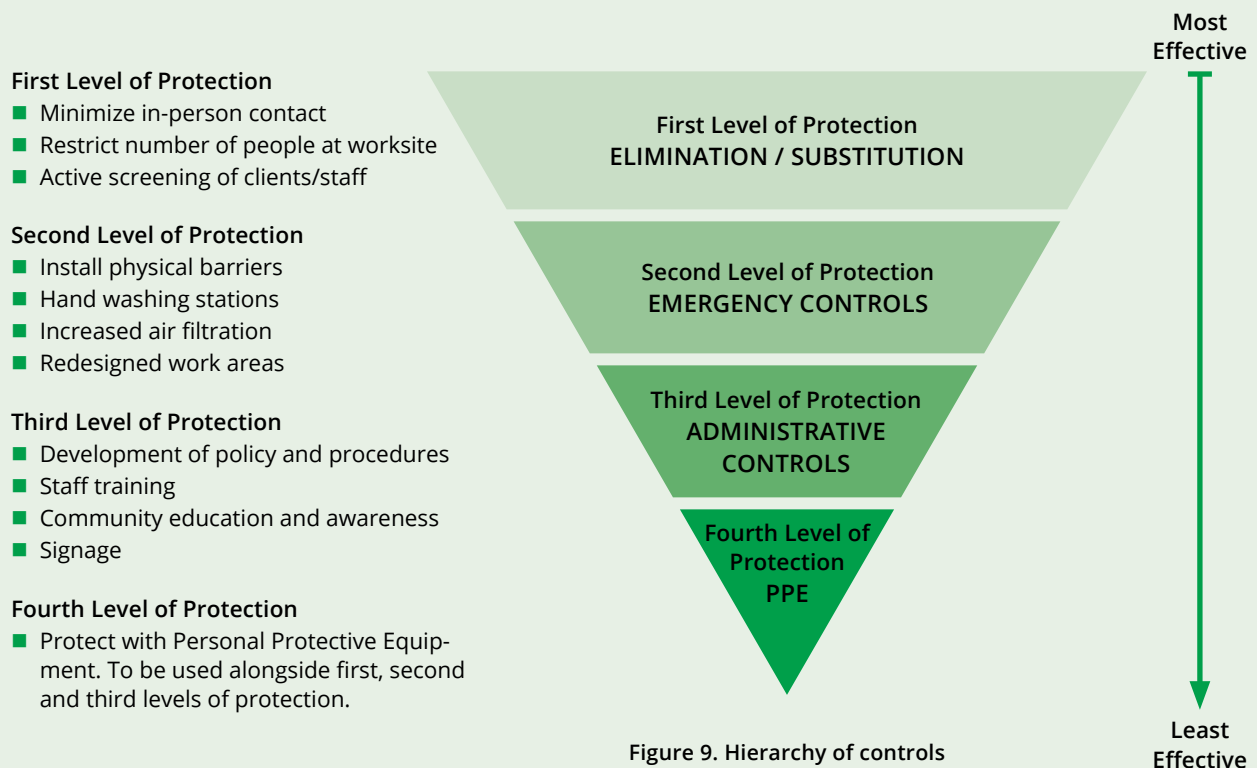 First Level of Protection
■ Minimize in-person contact
■ Restrict number of people at worksite
■ Active screening of clients/staff
Second Level of Protection
■ Install physical barriers
■ Hand washing stations
■ Increased air filtration
■ Redesigned work areas
Third Level of Protection
■ Development of policy and procedures
■ Staff training
■ Community education and awareness
■ Signage
Fourth Level of Protection
■ Protect with Personal Protective Equip-
ment. To be used alongside first, second
and third levels of protection.
First Level of Protection
ELIMINATION / SUBSTITUTION
Second Level of Protection
EMERGENCY CONTROLS
Third Level of Protection
ADMINISTRATIVE
CONTROLS
Fourth Level of
Protection
PPE
Most
Effective
Least
Effective
Figure 9. Hierarchy of controls